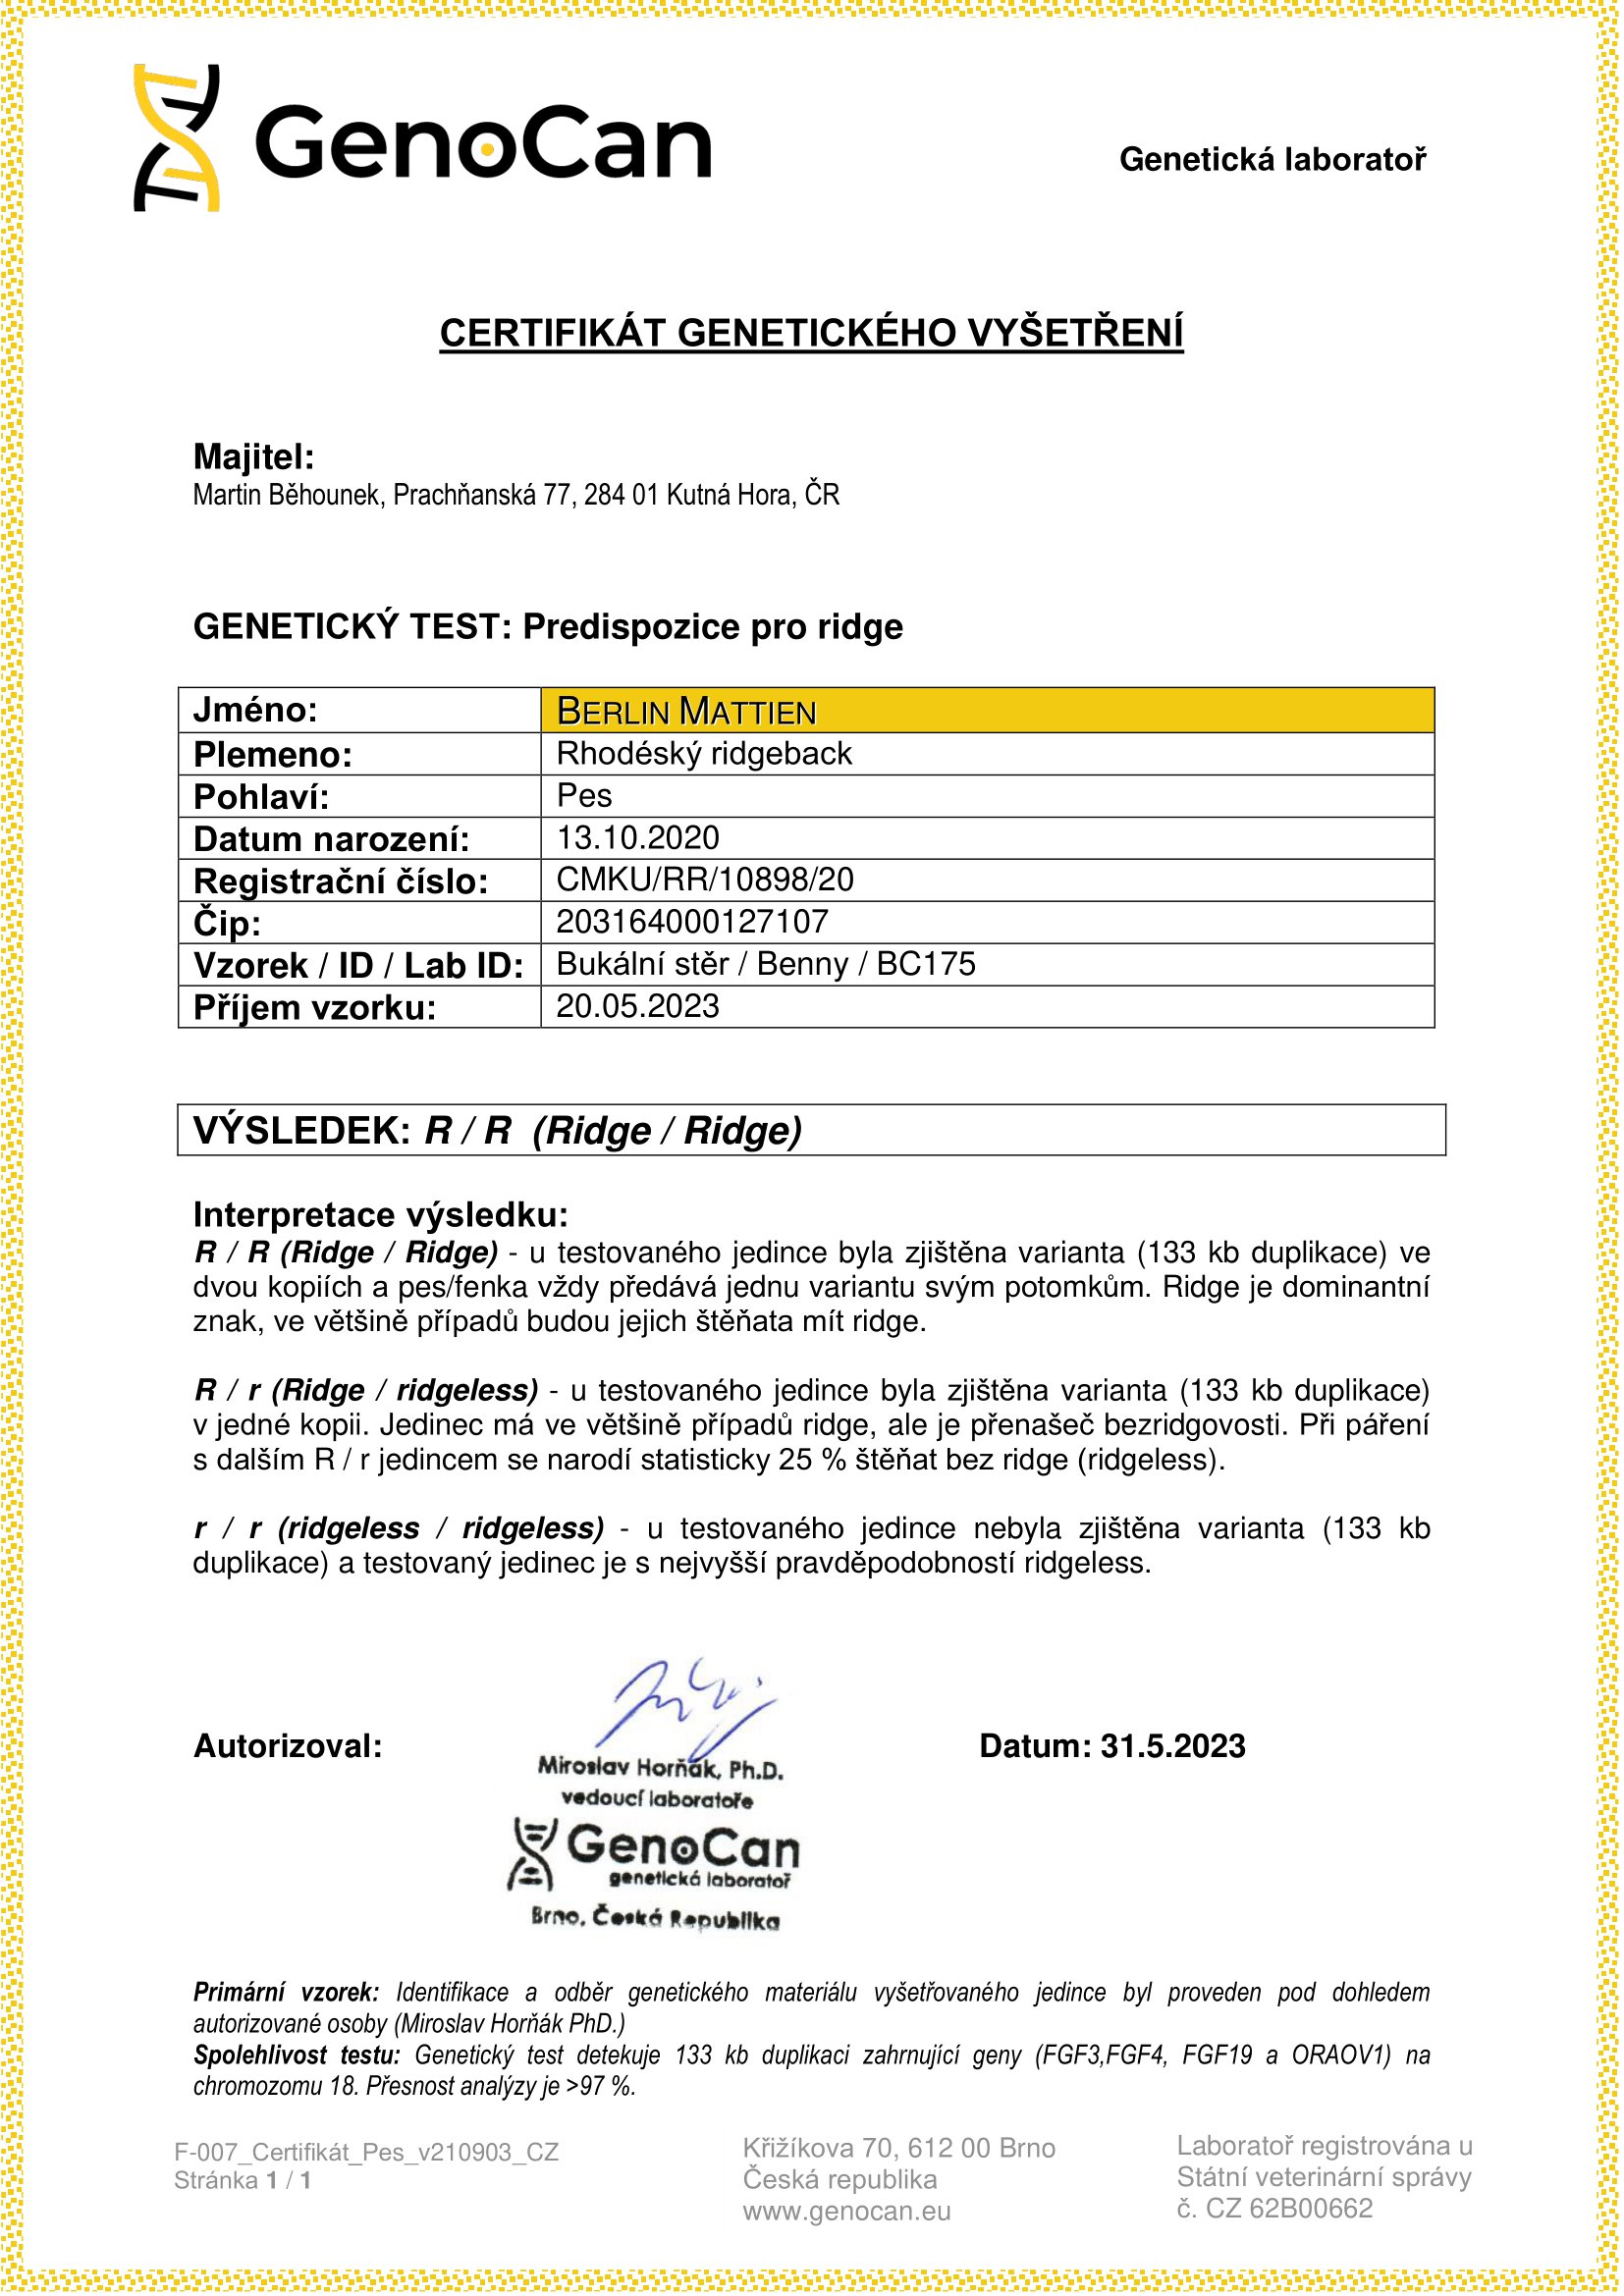 GenoCan
Genetická laboratoř
CERTIFIKÁT GENETICKÉHO VYŠETŘENÍ
Majitel:
Martin Běhounek, Prachňanská 77, 284 01 Kutná Hora, ČR
GENETICKÝ TEST: Predispozice pro ridge
Jméno: BERLIN MATTIEN
Plemeno: Rhodéský ridgeback
Pohlaví: Pes
Datum narození: 13.10.2020
Registrační číslo: CMKU/RR/10898/20
Čip: 203164000127107
Vzorek / ID / Lab ID: Bukální stěr / Benny / BC175
Příjem vzorku: 20.05.2023
VÝSLEDEK: R / R (Ridge / Ridge)
Interpretace výsledku:
R / R (Ridge / Ridge) - u testovaného jedince byla zjištěna varianta (133 kb duplikace) ve
dvou kopiích a pes/fenka vždy předává jednu variantu svým potomkům. Ridge je dominantní
znak, ve většině případů budou jejich štěňata mít ridge.
R / r (Ridge / ridgeless) - u testovaného jedince byla zjištěna varianta (133 kb duplikace)
v jedné kopii. Jedinec má ve většině případů ridge, ale je přenašeč bezridgovosti. Při páření
s dalším R / r jedincem se narodí statisticky 25 % štěňat bez ridge (ridgeless).
r / r (ridgeless / ridgeless) - u testovaného jedince nebyla zjištěna varianta (133 kb
duplikace) a testovaný jedinec je s nejvyšší pravděpodobností ridgeless.
Autorizoval:
Datum: 31.5.2023
Miroslav Horňák, Ph.D.
vedoucí laboratoře
GenoCan
genetická laboratoř
Brno, Česká Republika
Primární vzorek: Identifikace a odběr genetického materiálu vyšetřovaného jedince byl proveden pod dohledem
autorizované osoby (Miroslav Horňák PhD.)
Spolehlivost testu: Genetický test detekuje 133 kb duplikaci zahrnující geny (FGF3,FGF4, FGF19 a ORAOV1) na
chromozomu 18. Přesnost analýzy je >97 %.
F-007_Certifikát_Pes_v210903_CZ
Stránka 1 / 1
Křižíkova 70, 612 00 Brno
Česká republika
www.genocan.eu
Laboratoř registrována u
Státní veterinární správy
č. CZ 62B00662